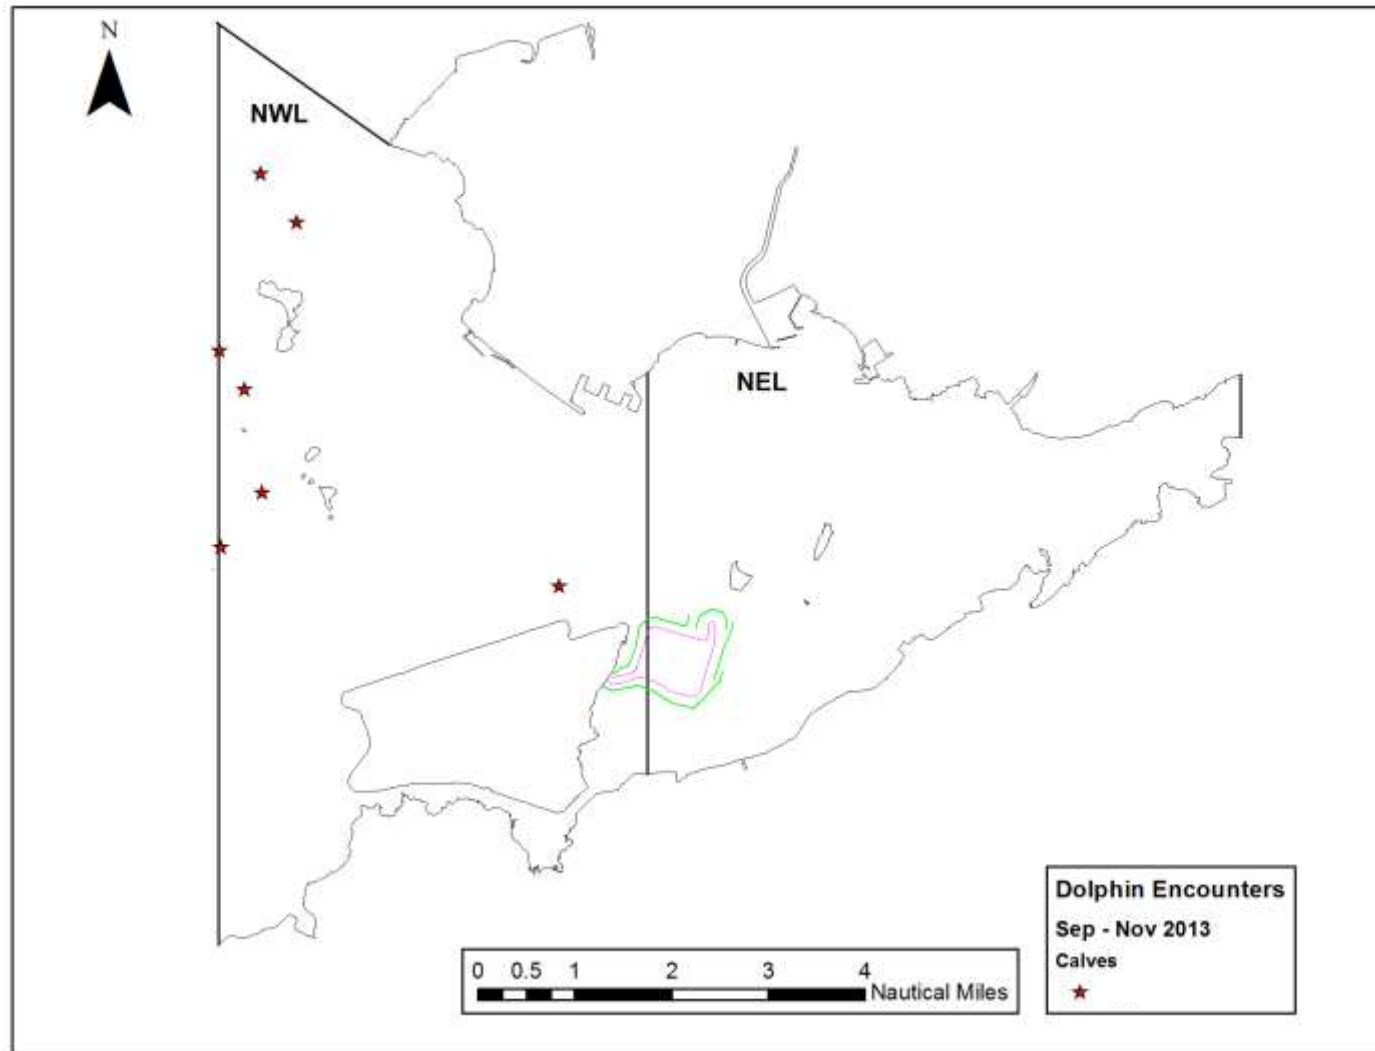 N
NWL
NEL
Dolphin Encounters
Sep - Nov 2013
Calves
0 0.5 1 2 3 4
Nautical Miles